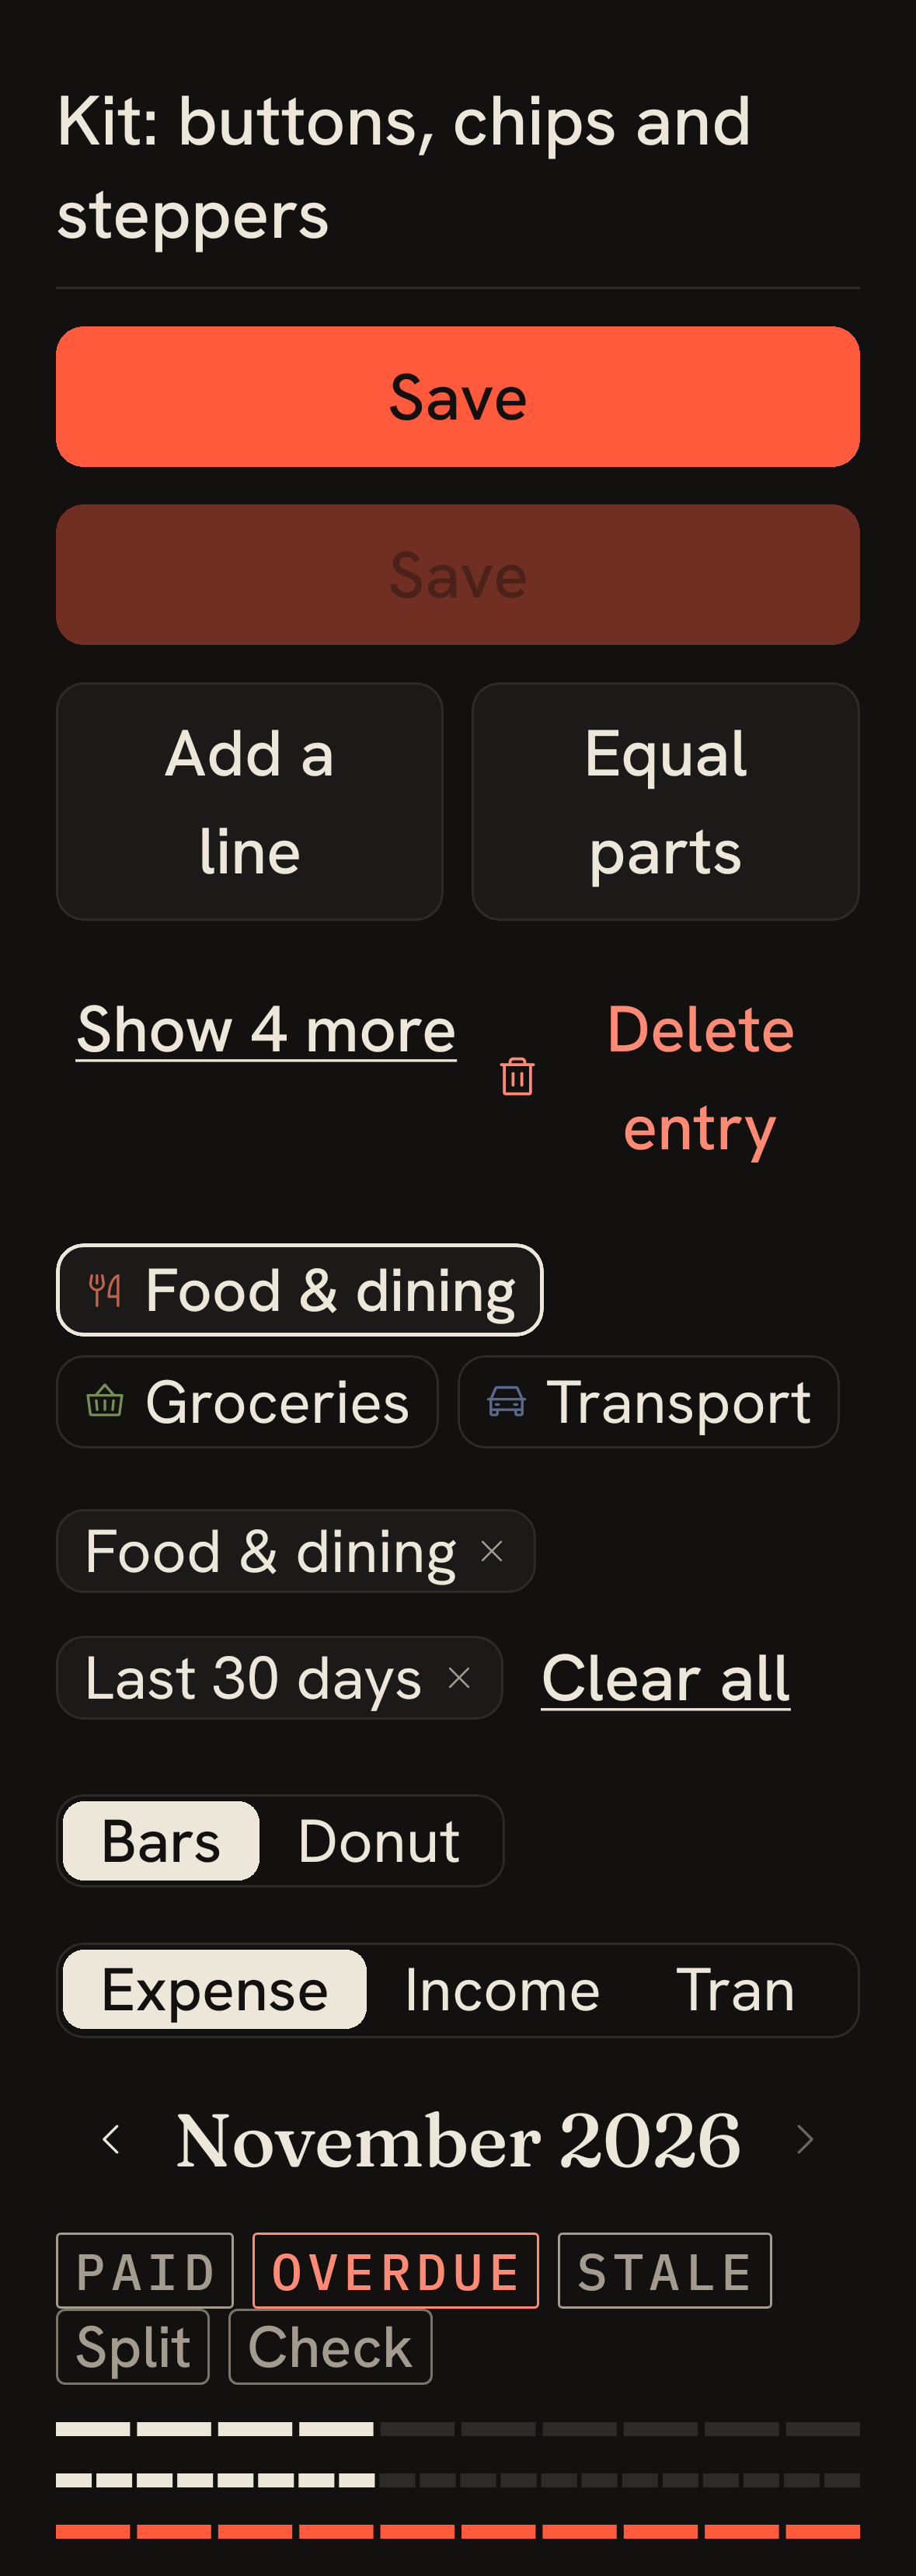 Kit: buttons, chips and
steppers
Save
Save
Add a
line
Equal
parts
Show 4 more
Delete
entry
Food & dining
Groceries
Transport
Food & dining ×
Last 30 days ×
Clear all
Bars
Donut
Expense
Income
Tran
November 2026
PAID
OVERDUE
STALE
Split
Check